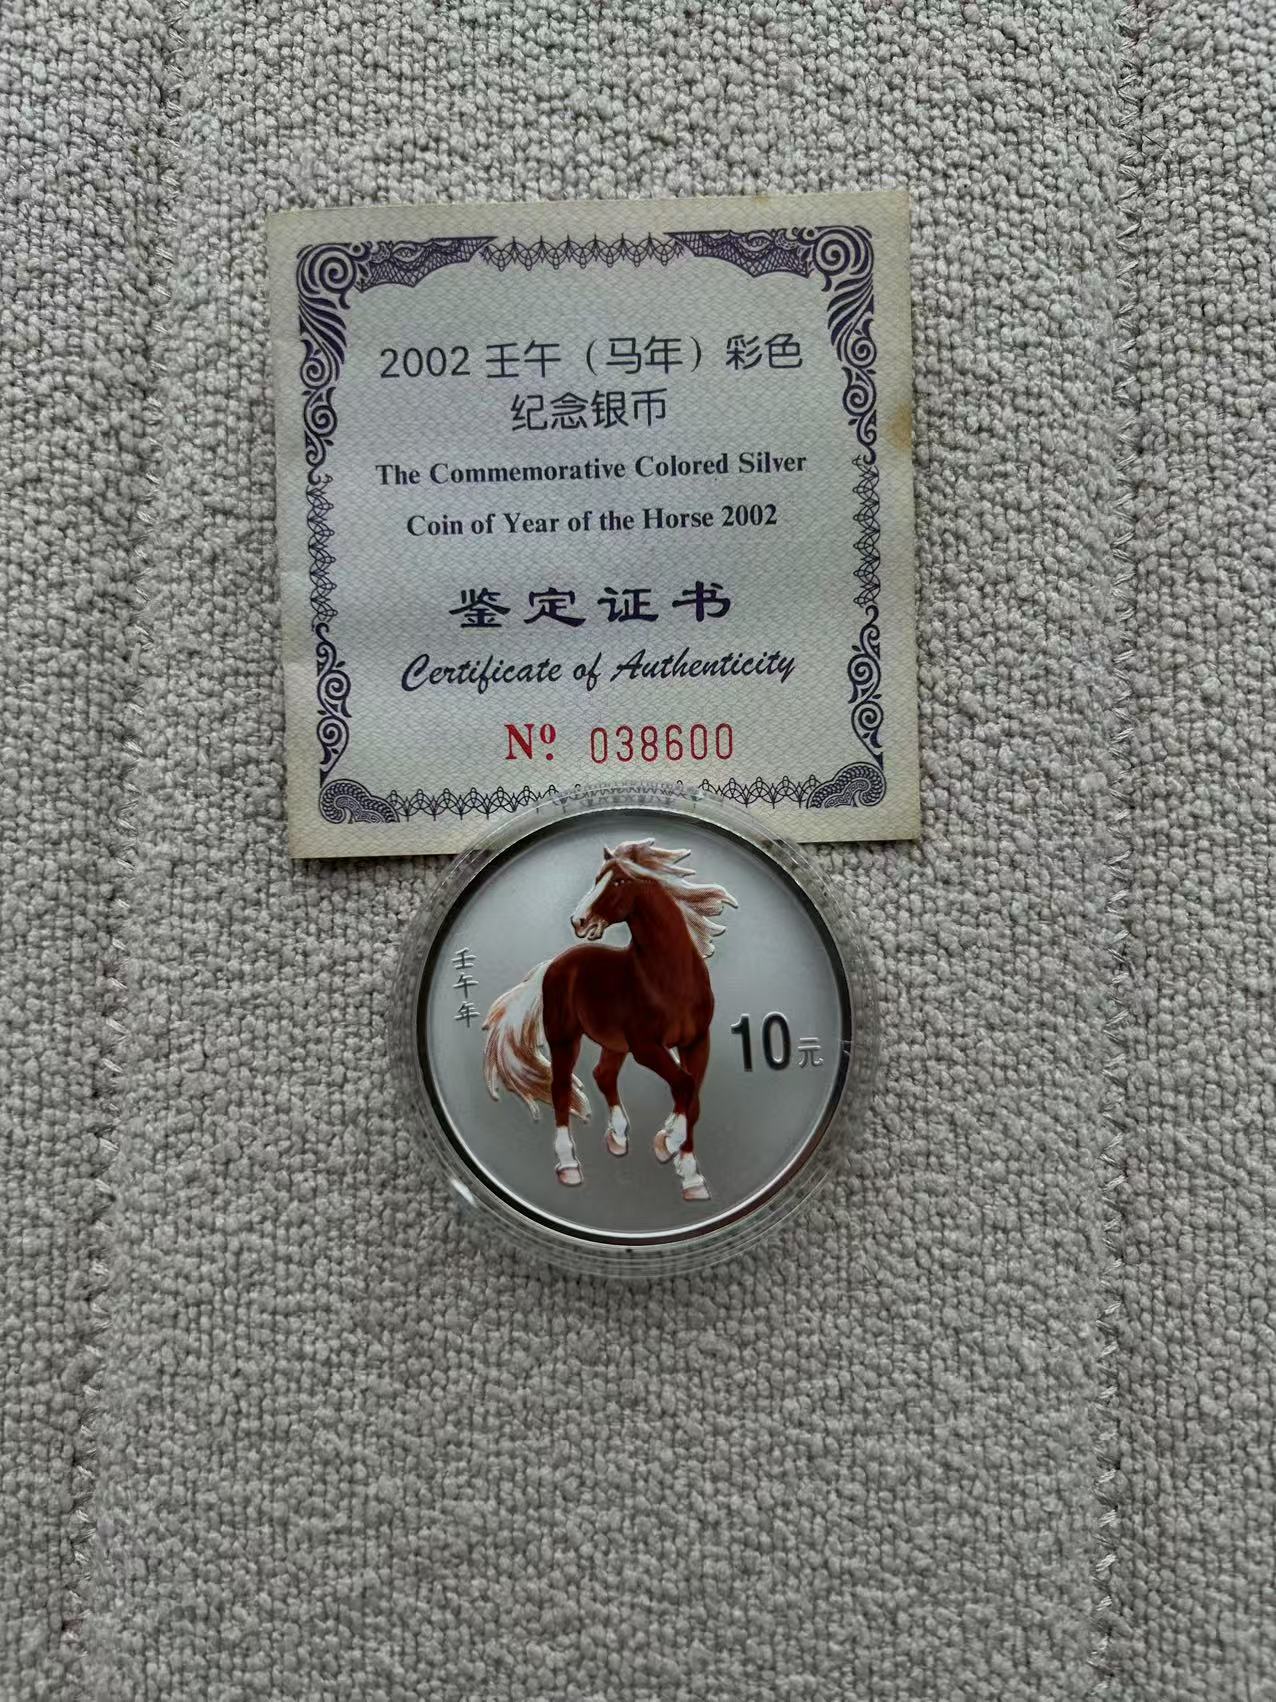 2002 壬午（马年）彩色
纪念银币
The Commemorative Colored Silver
Coin of Year of the Horse 2002
鉴定证书
Certificate of Authenticity
Nº. 038600
壬午年
10元